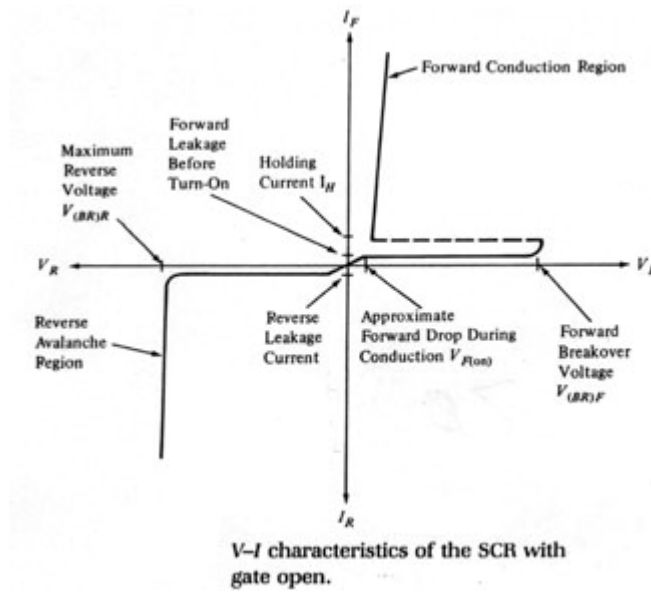 I_F
Forward Conduction Region
Forward
Leakage
Before
Turn-On
Maximum
Reverse
Voltage
V_(BR)R
Holding
Current I_H
V_R
Reverse
Avalanche
Region
Reverse
Leakage
Current
Approximate
Forward Drop During
Conduction V_F(on)
Forward
Breakover
Voltage
V_(BR)F
I_R
V–I characteristics of the SCR with
gate open.